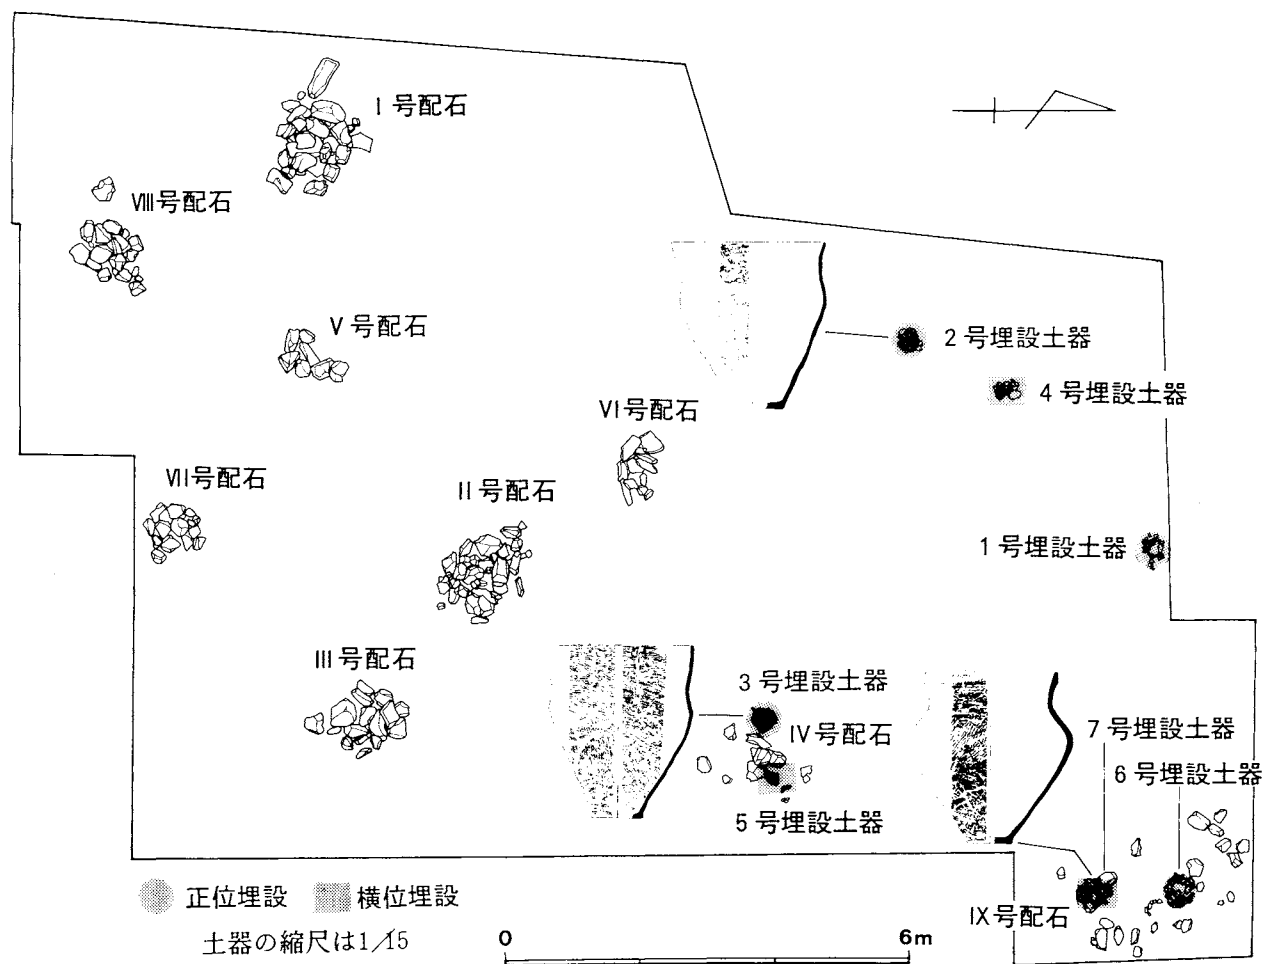 I号配石
VIII号配石
V号配石
2号埋設土器
4号埋設土器
VI号配石
VII号配石
II号配石
1号埋設土器
III号配石
3号埋設土器
IV号配石
7号埋設土器
6号埋設土器
5号埋設土器
IX号配石
正位埋設 横位埋設
土器の縮尺は1/15
0 6m